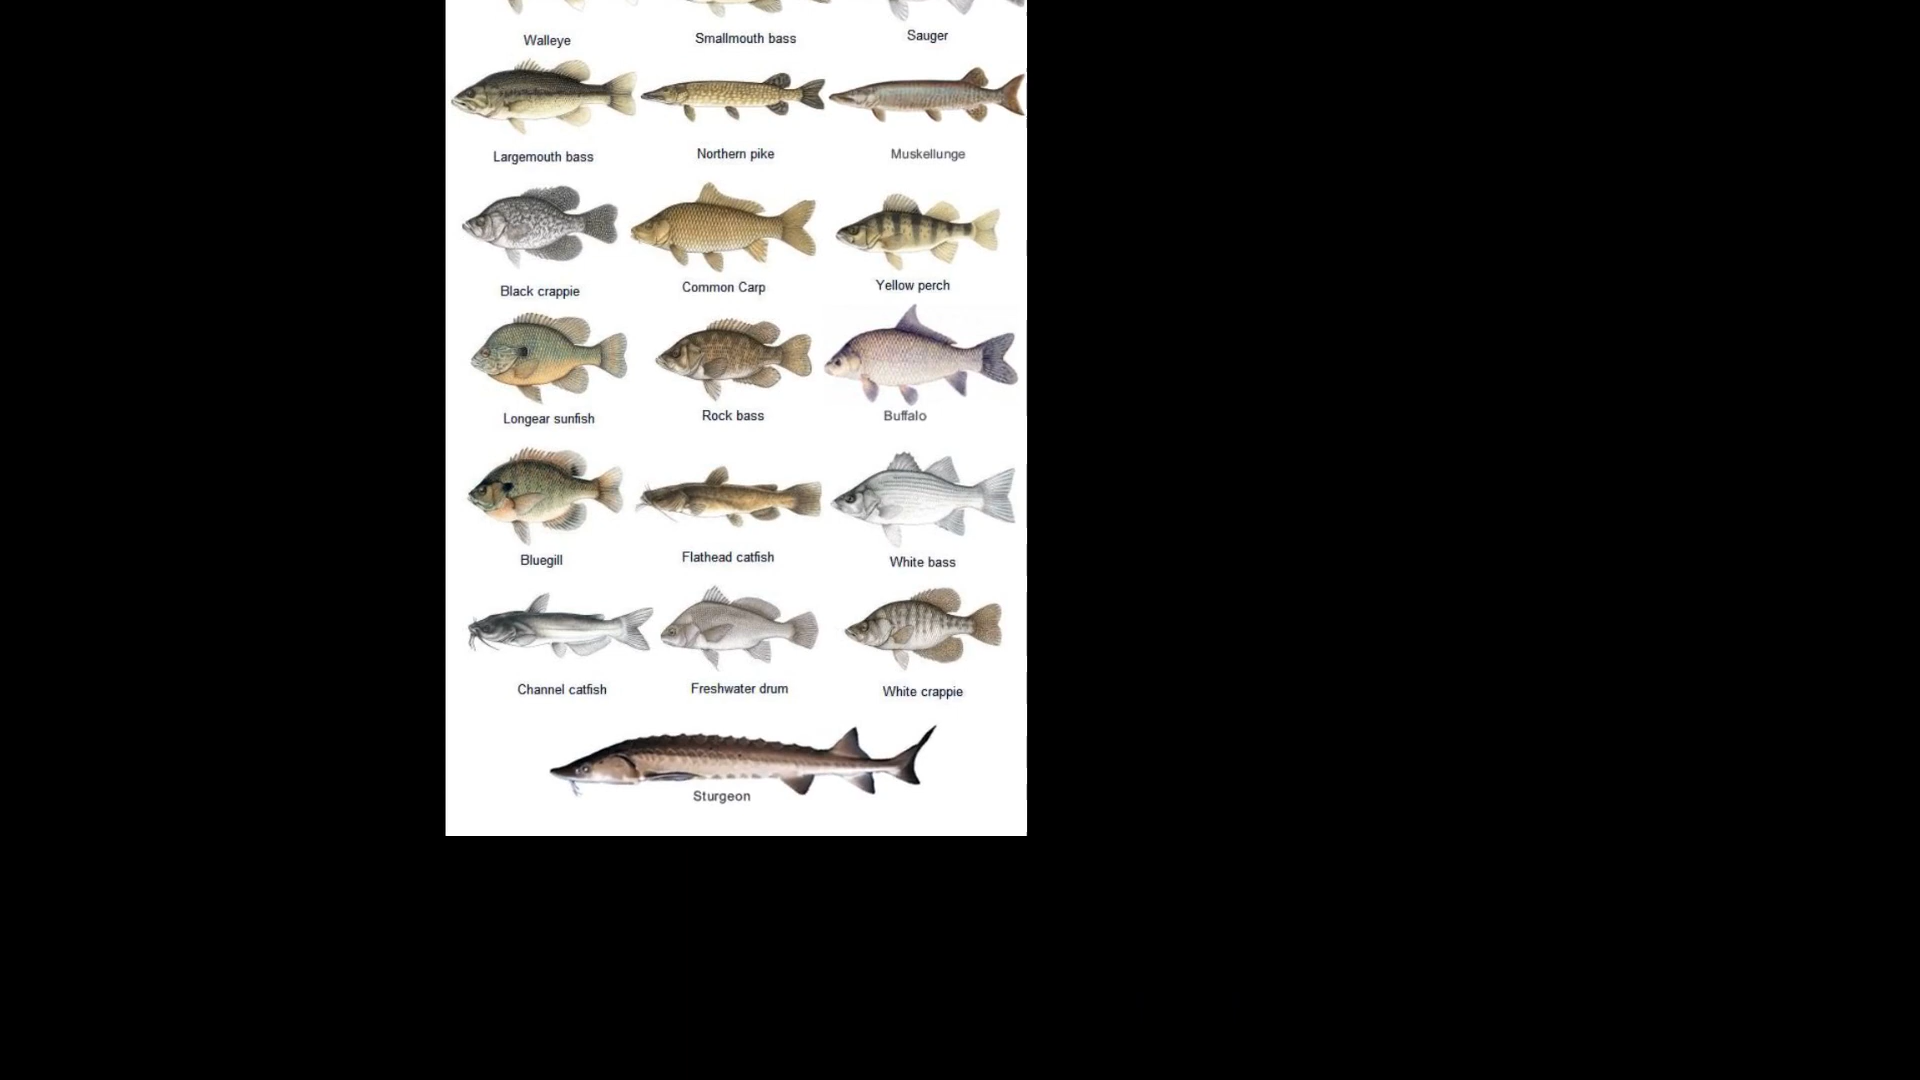 Walleye
Smallmouth bass
Sauger
Largemouth bass
Northern pike
Muskellunge
Black crappie
Common Carp
Yellow perch
Longear sunfish
Rock bass
Buffalo
Bluegill
Flathead catfish
White bass
Channel catfish
Freshwater drum
White crappie
Sturgeon